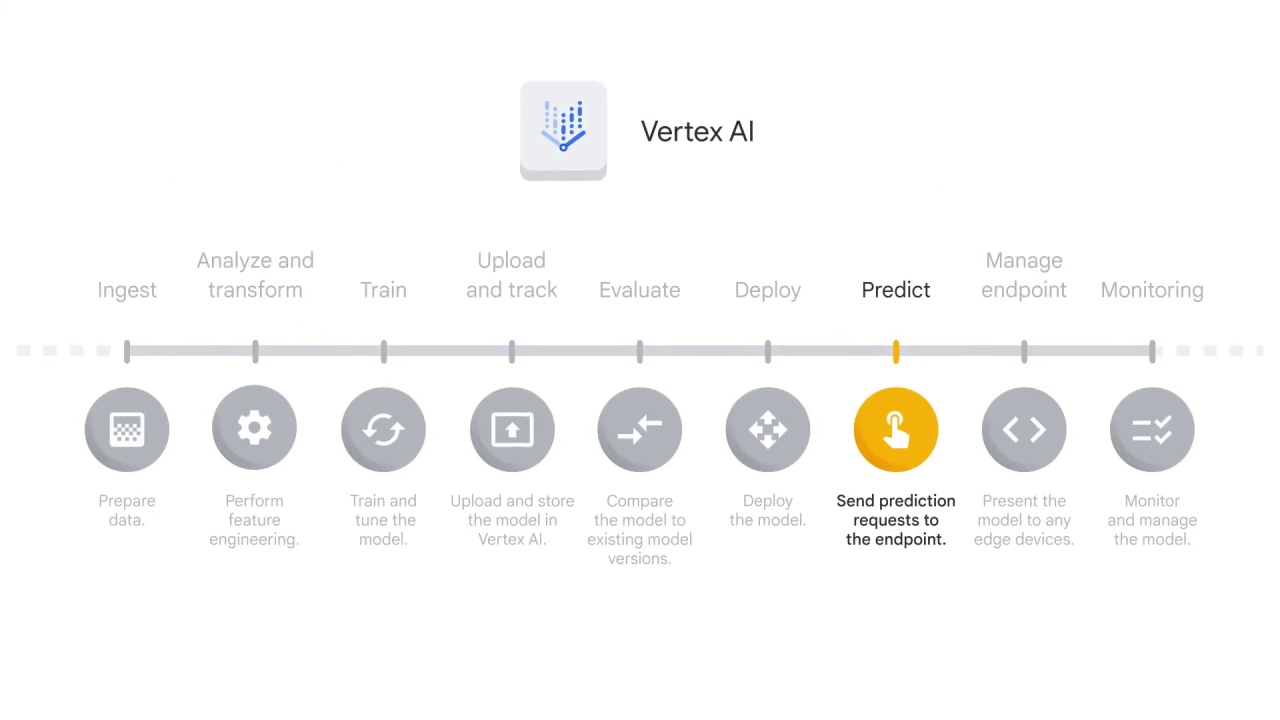 Vertex AI
Ingest
Analyze and
transform
Train
Upload
and track
Evaluate
Deploy
Predict
Manage
endpoint
Monitoring
Prepare
data.
Perform
feature
engineering.
Train and
tune the
model.
Upload and store
the model in
Vertex AI.
Compare
the model to
existing model
versions.
Deploy
the model.
Send prediction
requests to
the endpoint.
Present the
model to any
edge devices.
Monitor
and manage
the model.